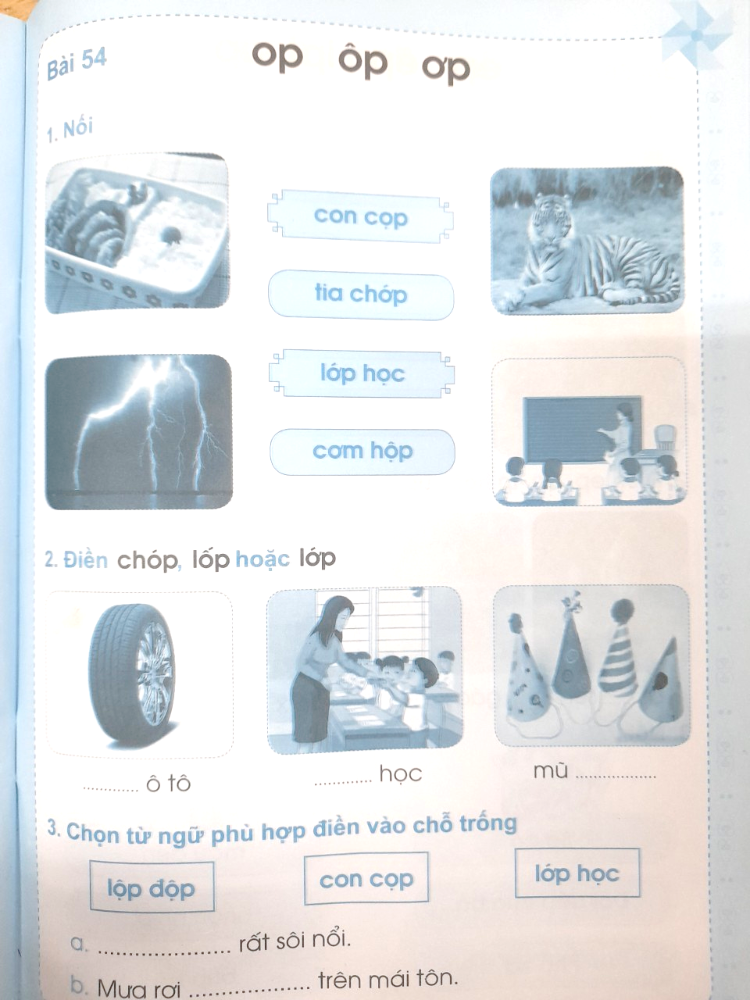 Bài 54
op ôp ơp
1. Nối
con cọp
tia chớp
lớp học
cơm hộp
2. Điền chóp, lốp hoặc lớp
............ ô tô
............ học
mũ .................
3. Chọn từ ngữ phù hợp điền vào chỗ trống
lộp độp
con cọp
lớp học
a. ...................... rất sôi nổi.
b. Mưa rơi .................... trên mái tôn.